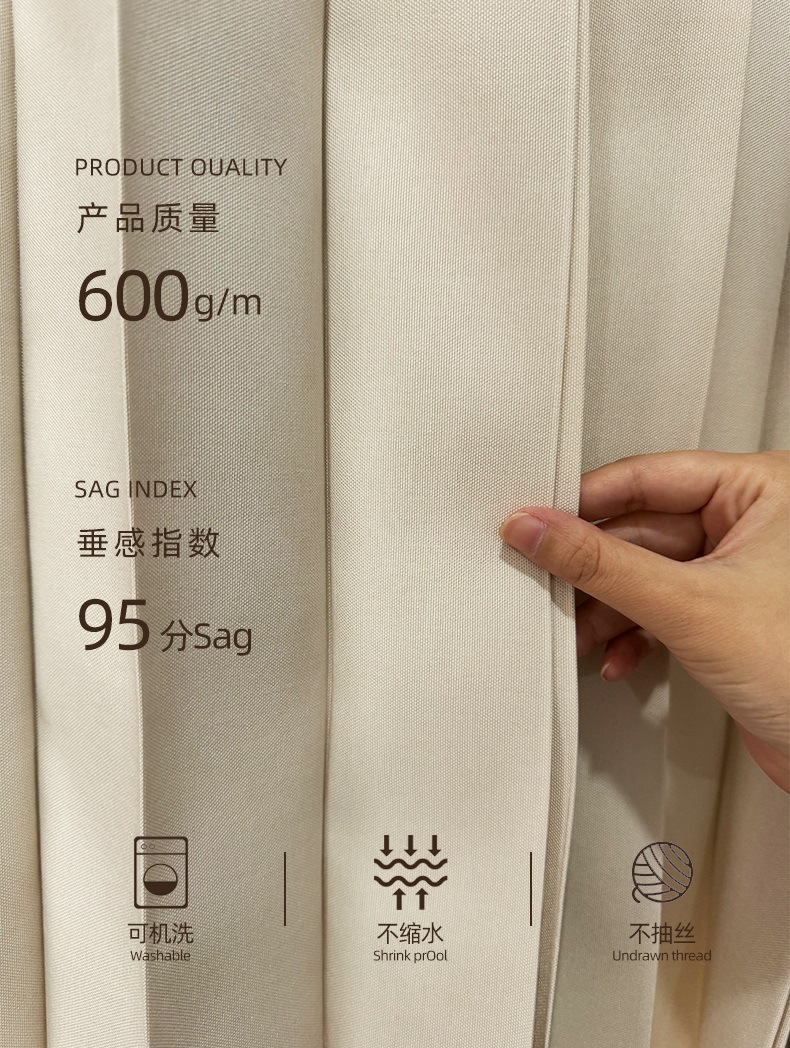 PRODUCT OUALITY
产品质量
600g/m
SAG INDEX
垂感指数
95分Sag
可机洗
Washable
不缩水
Shrink prOol
不抽丝
Undrawn thread